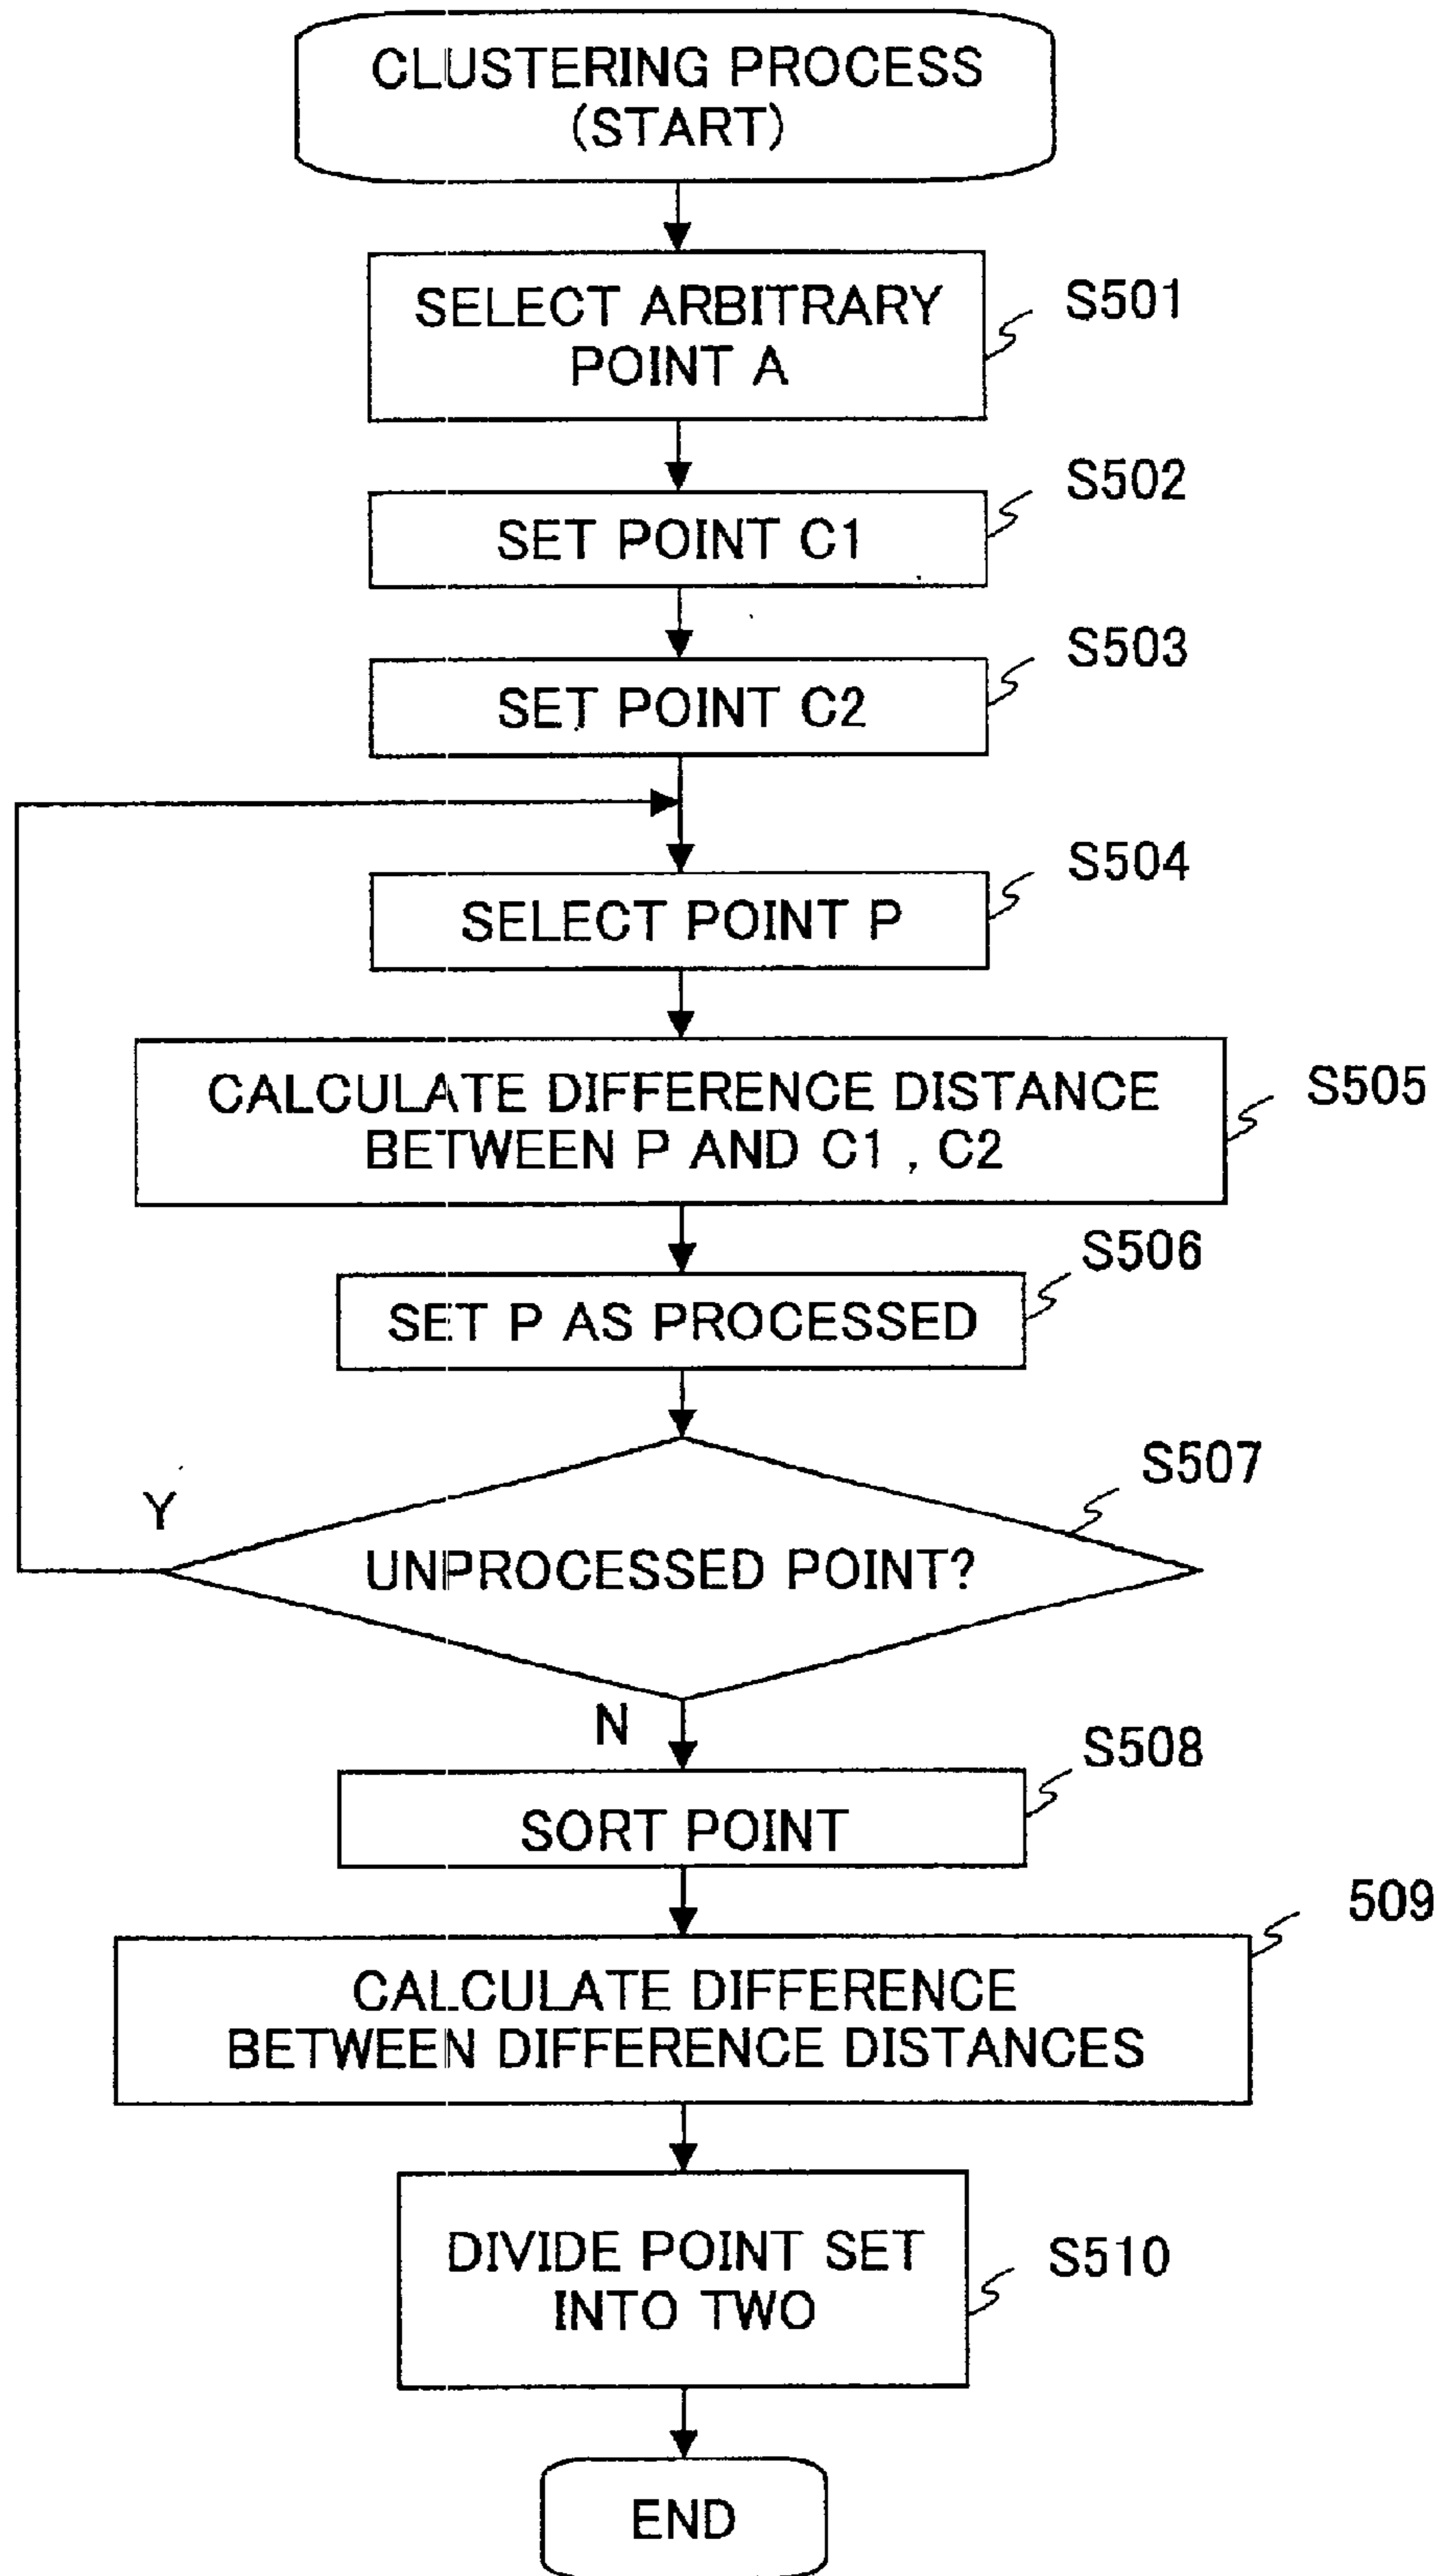 CLUSTERING PROCESS
(START)
SELECT ARBITRARY
POINT A
S501
SET POINT C1
S502
SET POINT C2
S503
SELECT POINT P
S504
CALCULATE DIFFERENCE DISTANCE
BETWEEN P AND C1 , C2
S505
SET P AS PROCESSED
S506
UNPROCESSED POINT?
S507
Y
N
SORT POINT
S508
CALCULATE DIFFERENCE
BETWEEN DIFFERENCE DISTANCES
509
DIVIDE POINT SET
INTO TWO
S510
END